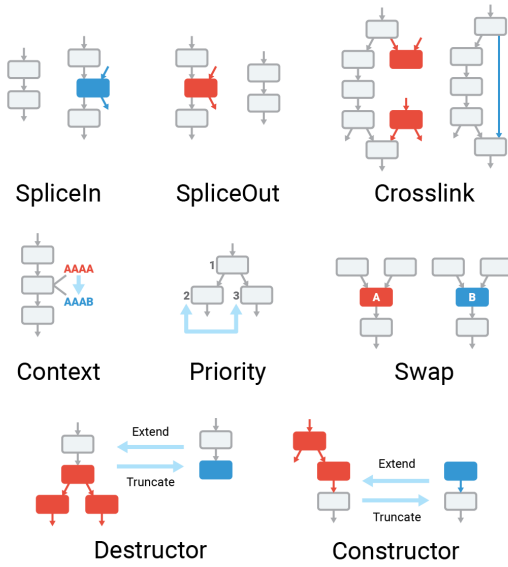 SpliceIn
SpliceOut
Crosslink
AAAA
AAAB
Context
1
2
3
Priority
A
B
Swap
Extend
Truncate
Destructor
Extend
Truncate
Constructor